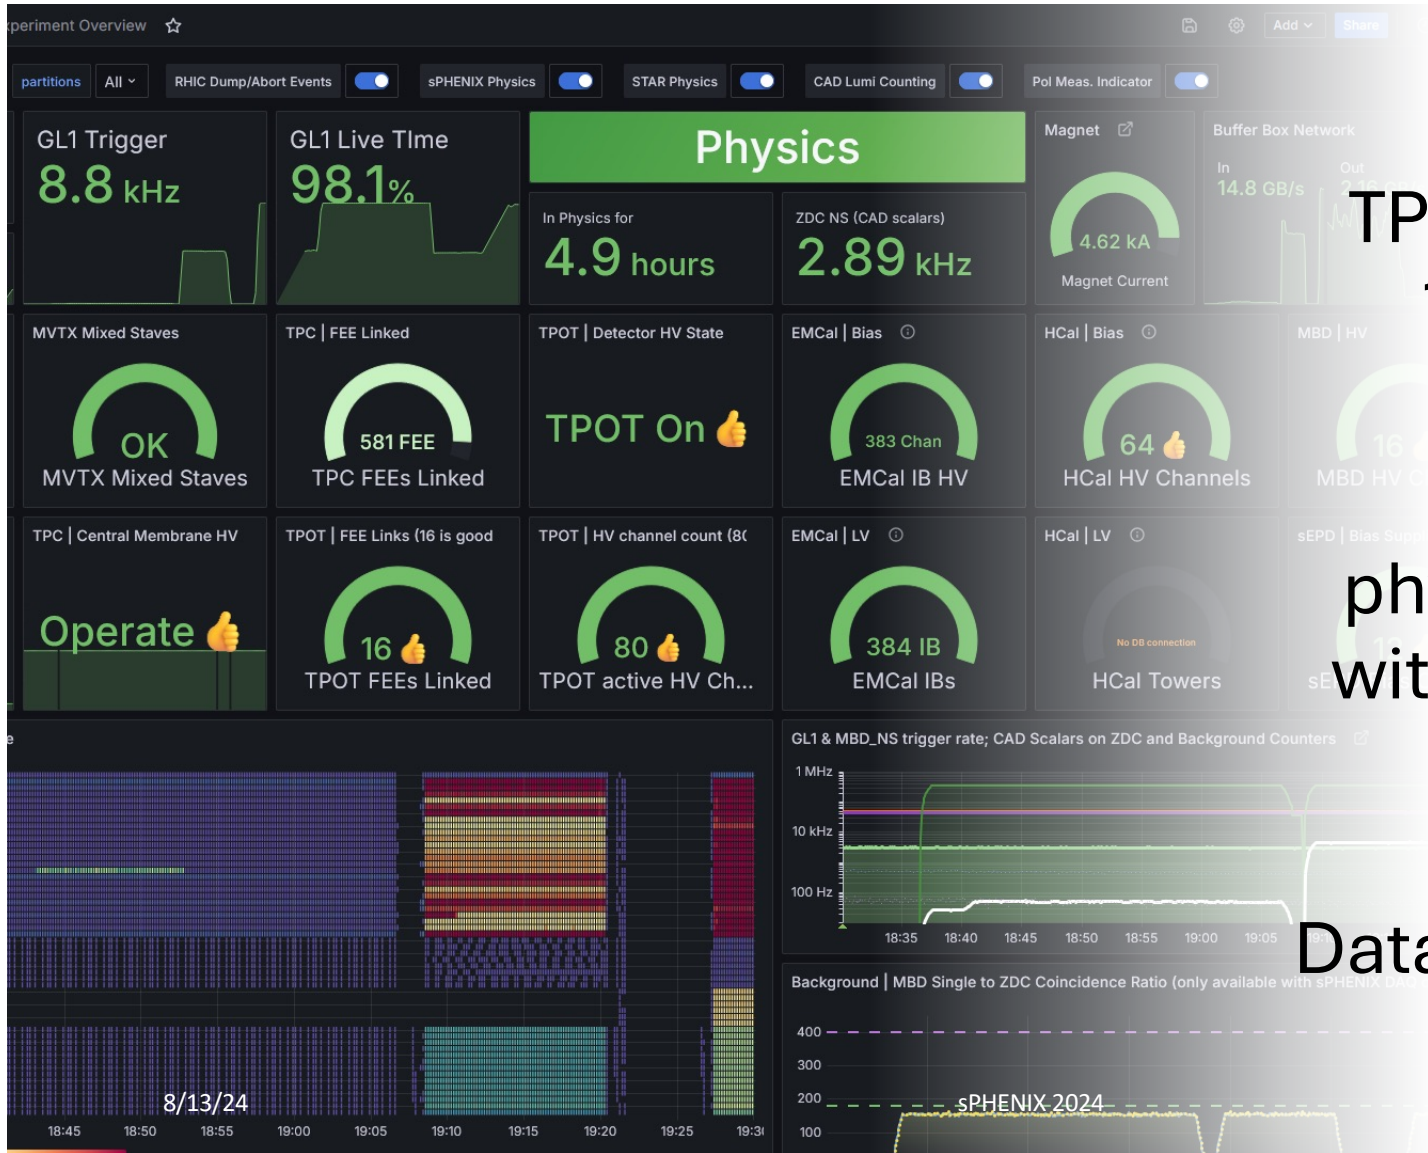 xperiment Overview
Add
Share
partitions
All
RHIC Dump/Abort Events
sPHENIX Physics
STAR Physics
CAD Lumi Counting
Pol Meas. Indicator
GL1 Trigger
8.8 kHz
GL1 Live TIme
98.1%
Physics
In Physics for
4.9 hours
ZDC NS (CAD scalars)
2.89 kHz
Magnet
4.62 kA
Magnet Current
Buffer Box Network
In
14.8 GB/s
Out
TP
MVTX Mixed Staves
OK
MVTX Mixed Staves
TPC | FEE Linked
581 FEE
TPC FEEs Linked
TPOT | Detector HV State
TPOT On 👍
EMCal | Bias
383 Chan
EMCal IB HV
HCal | Bias
64 👍
HCal HV Channels
MBD | HV
16
MBD HV C
TPC | Central Membrane HV
Operate 👍
TPOT | FEE Links (16 is good
16 👍
TPOT FEEs Linked
TPOT | HV channel count (80
80 👍
TPOT active HV Ch...
EMCal | LV
384 IB
EMCal IBs
HCal | LV
No DB connection
HCal Towers
sEPD | Bias Supp
ph
wit
e
18:45 18:50 18:55 19:00 19:05 19:10 19:15 19:20 19:25 19:30
8/13/24
GL1 & MBD_NS trigger rate; CAD Scalars on ZDC and Background Counters
1 MHz
10 kHz
100 Hz
18:35 18:40 18:45 18:50 18:55 19:00 19:05
Data
Background | MBD Single to ZDC Coincidence Ratio (only available with sPHENIX DAQ
400
300
200
100
sPHENIX 2024